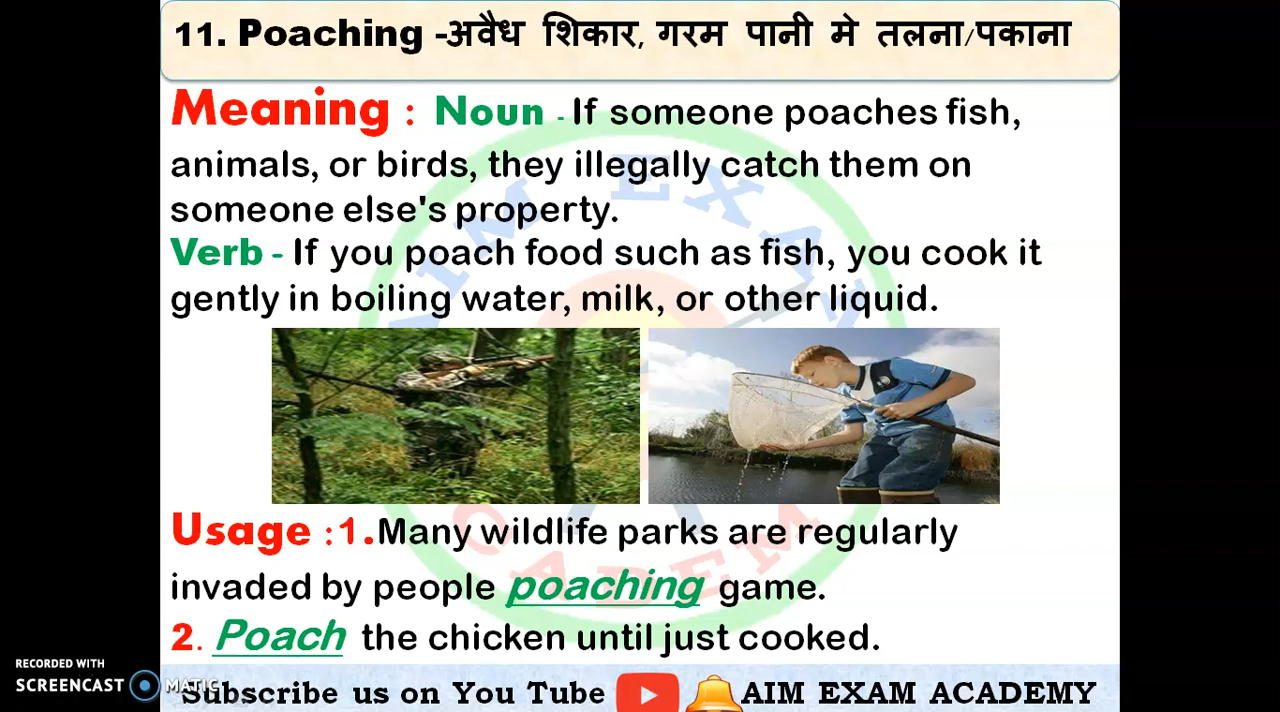 11. Poaching -अवैध शिकार, गरम पानी मे तलना/पकाना
Meaning : Noun - If someone poaches fish,
animals, or birds, they illegally catch them on
someone else's property.
Verb - If you poach food such as fish, you cook it
gently in boiling water, milk, or other liquid.
AIM EXAM
ACADEMY
Usage :1.Many wildlife parks are regularly
invaded by people poaching game.
2. Poach the chicken until just cooked.
RECORDED WITH
SCREENCAST MATIC
Subscribe us on You Tube AIM EXAM ACADEMY